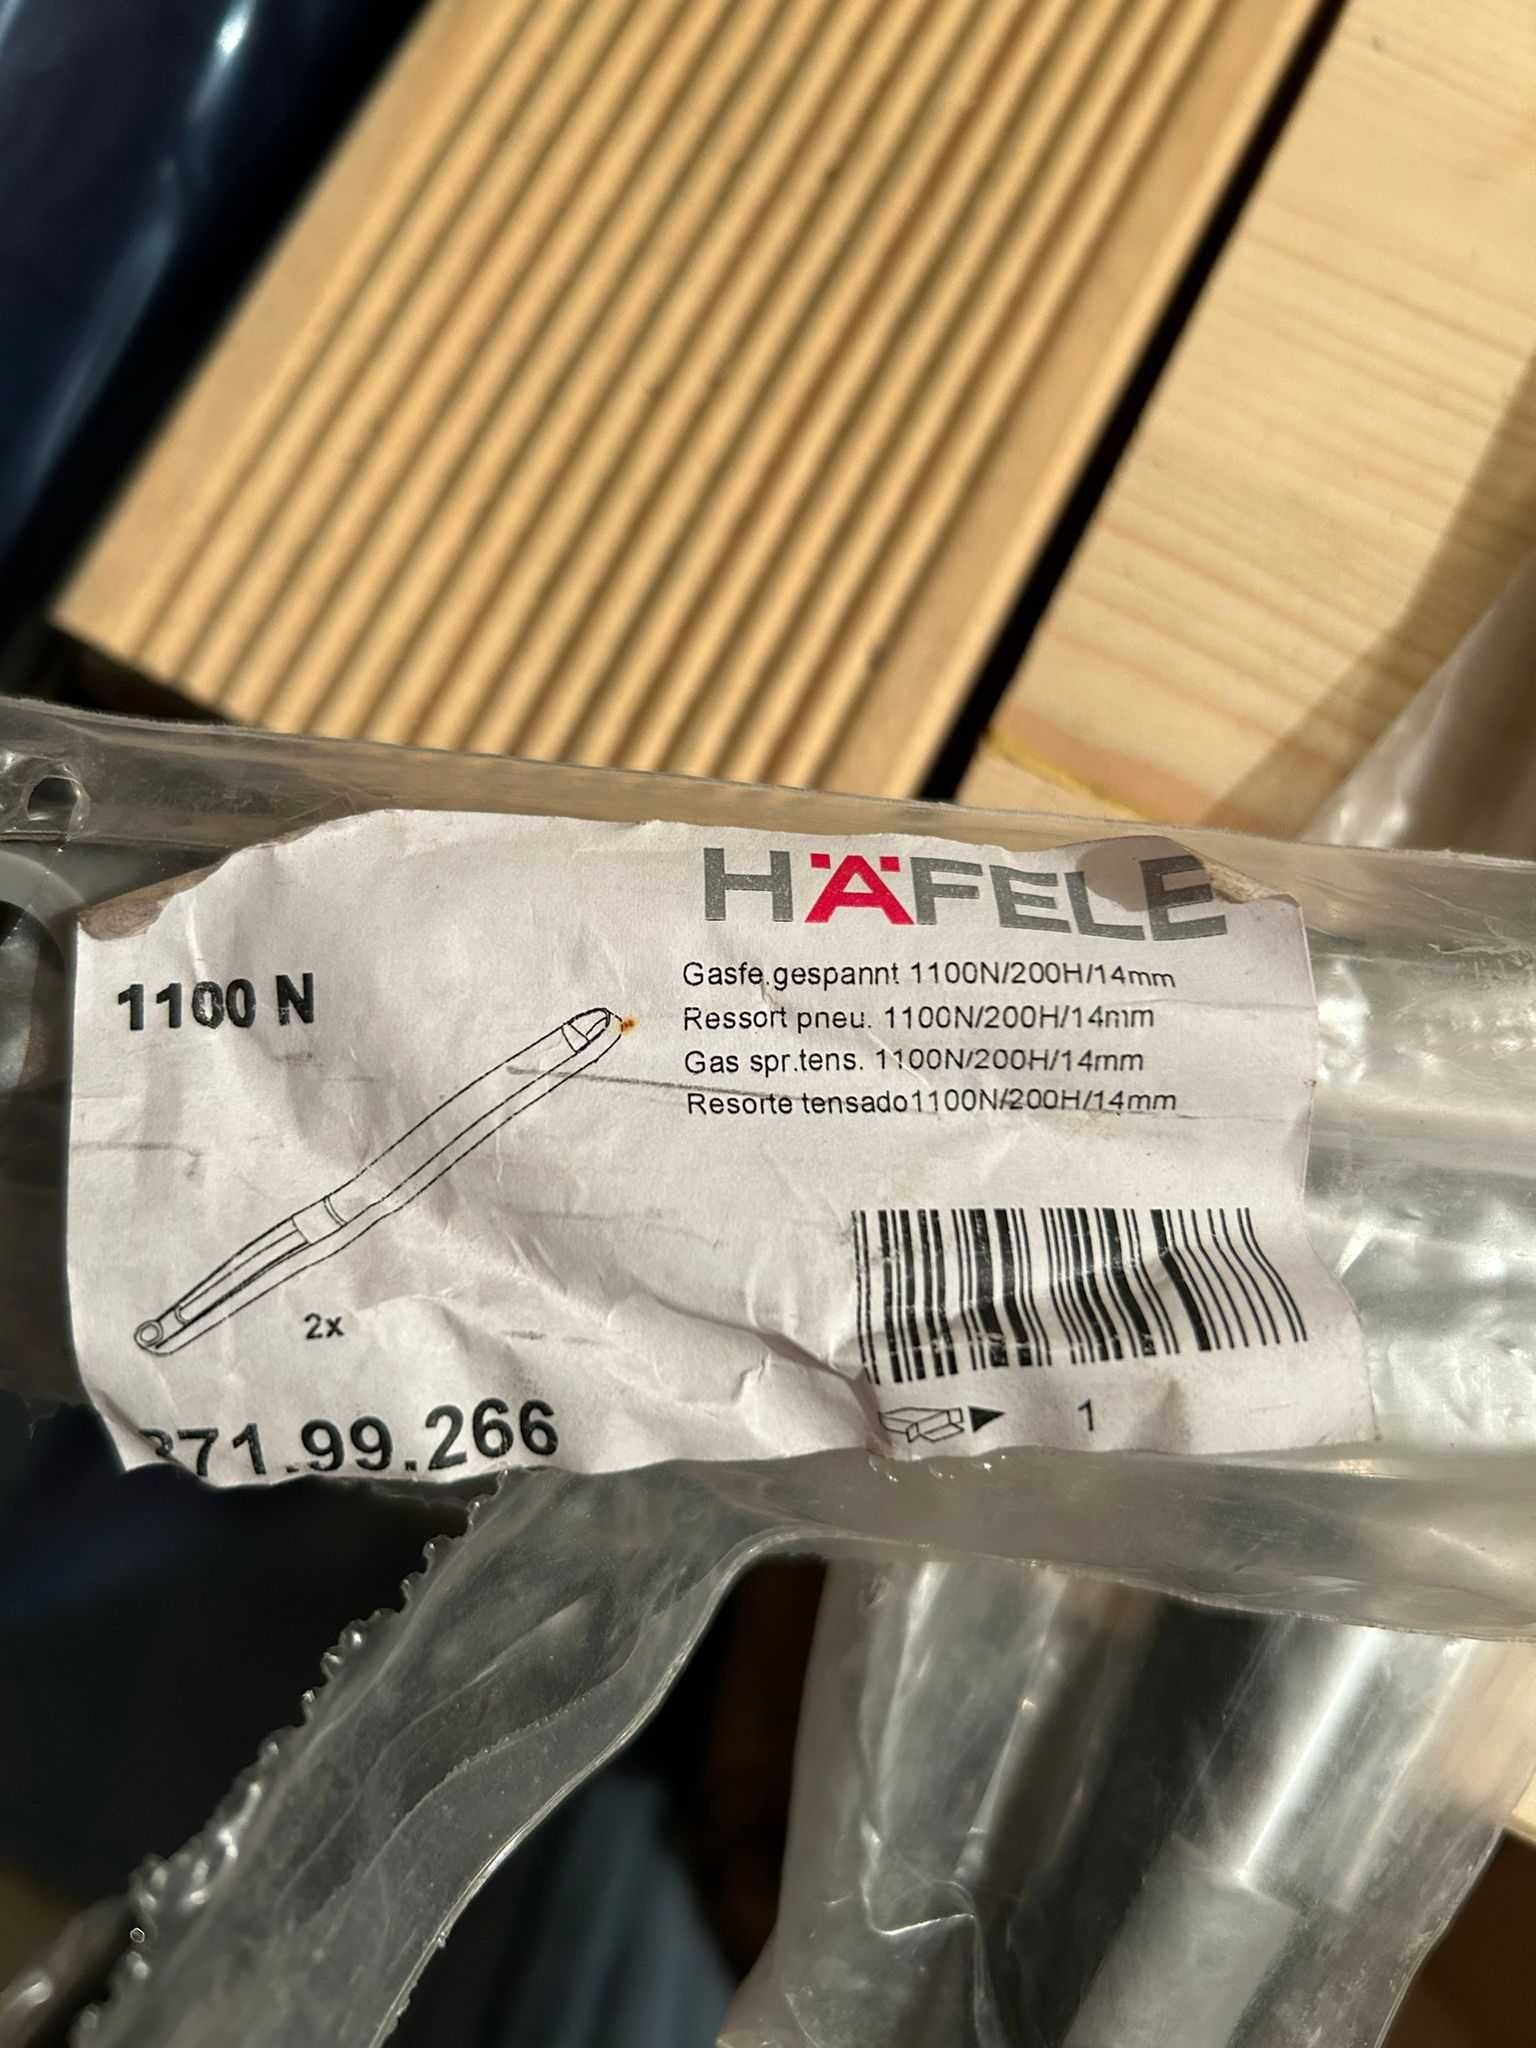 HÄFELE
1100 N
Gasfe.gespannt 1100N/200H/14mm
Ressort pneu. 1100N/200H/14mm
Gas spr.tens. 1100N/200H/14mm
Resorte tensado1100N/200H/14mm
2x
371.99.266
1